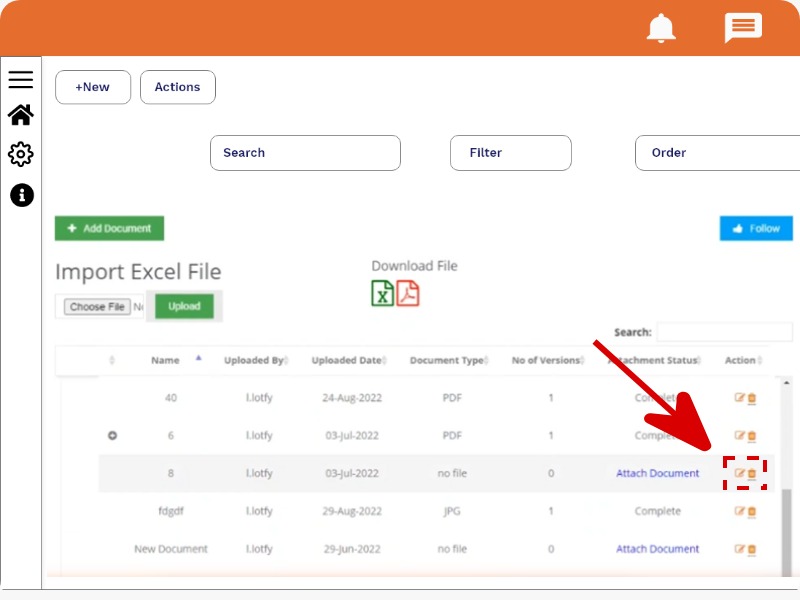 +New Actions
Search Filter Order
Add Document Follow
Import Excel File Download File
Choose File Upload
Search:
Name Uploaded By Uploaded Date Document Type No of Versions Attachment Status Action
40 l.lotfy 24-Aug-2022 PDF 1 Complete
6 l.lotfy 03-Jul-2022 PDF 1 Complete
8 l.lotfy 03-Jul-2022 no file 0 Attach Document
fdgdf l.lotfy 29-Aug-2022 JPG 1 Complete
New Document l.lotfy 29-Jun-2022 no file 0 Attach Document